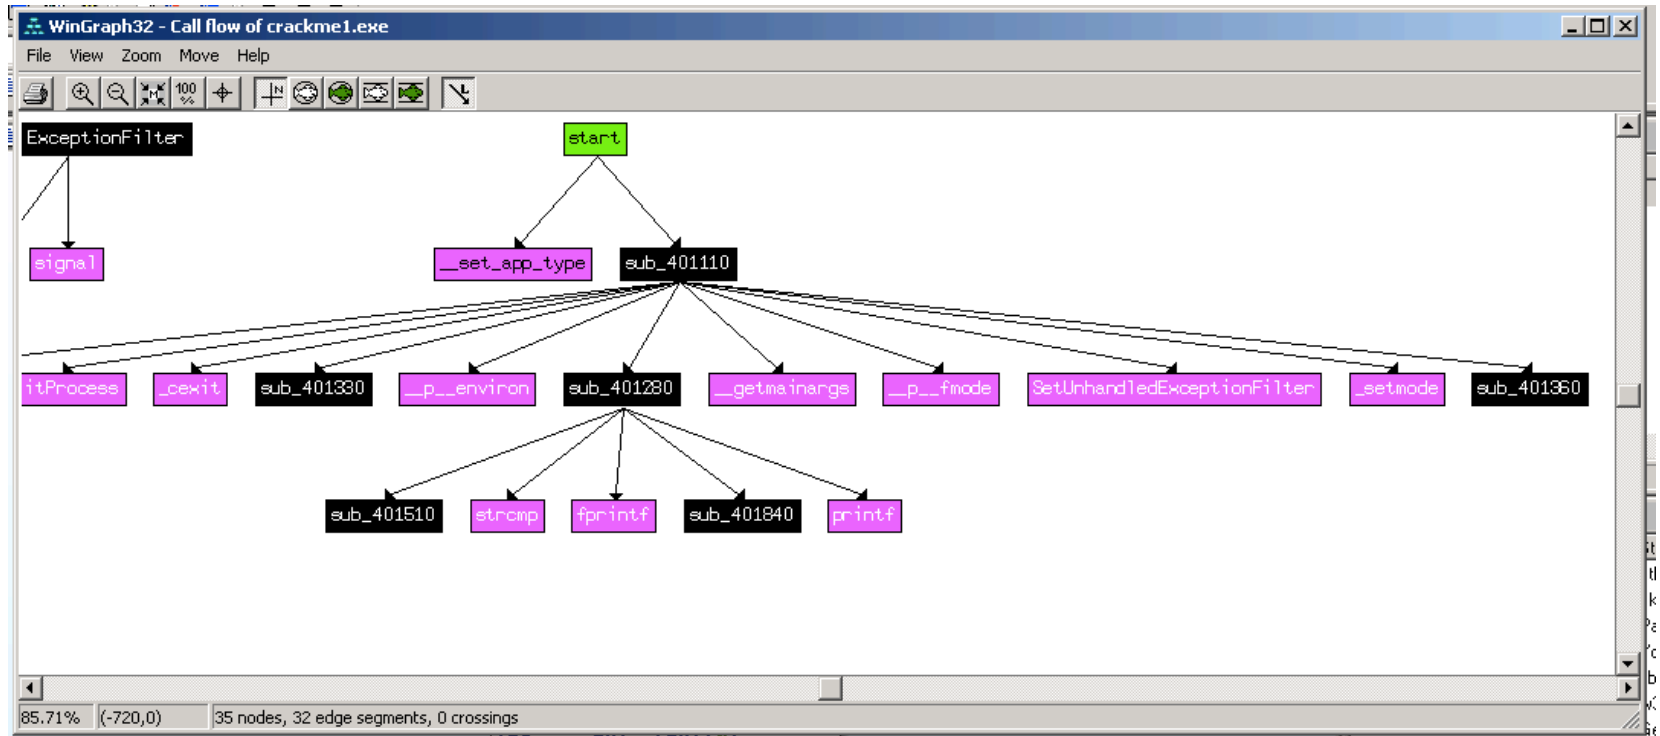 WinGraph32 - Call flow of crackme1.exe
File View Zoom Move Help
100
%
N
ExceptionFilter
start
signal
__set_app_type
sub_401110
itProcess
_cexit
sub_401330
__p__environ
sub_401280
__getmainargs
__p__fmode
SetUnhandledExceptionFilter
_setmode
sub_401360
sub_401510
strcmp
fprintf
sub_401840
printf
85.71% (-720,0) 35 nodes, 32 edge segments, 0 crossings